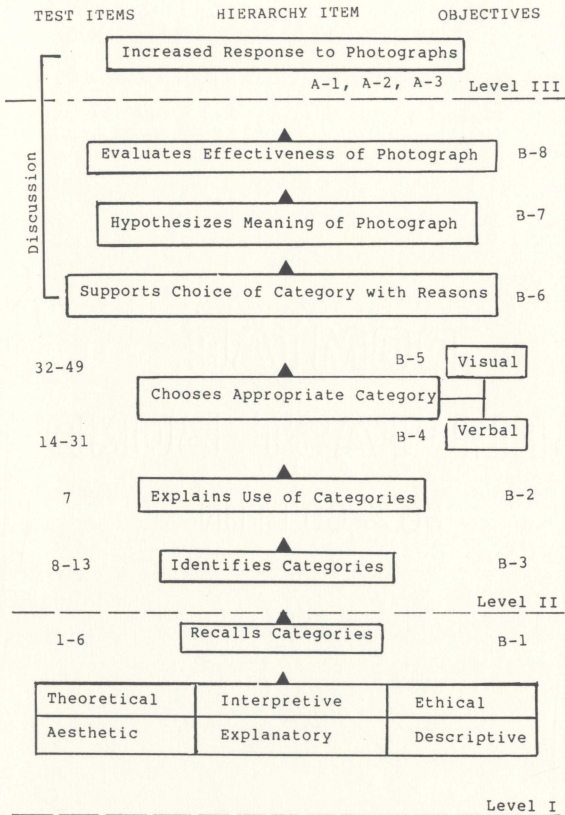 TEST ITEMS HIERARCHY ITEM OBJECTIVES
Increased Response to Photographs
A-1, A-2, A-3 Level III
Evaluates Effectiveness of Photograph B-8
Discussion
Hypothesizes Meaning of Photograph B-7
Supports Choice of Category with Reasons B-6
32-49 B-5 Visual
Chooses Appropriate Category
14-31 B-4 Verbal
7 Explains Use of Categories B-2
8-13 Identifies Categories B-3
Level II
1-6 Recalls Categories B-1
Theoretical Interpretive Ethical
Aesthetic Explanatory Descriptive
Level I